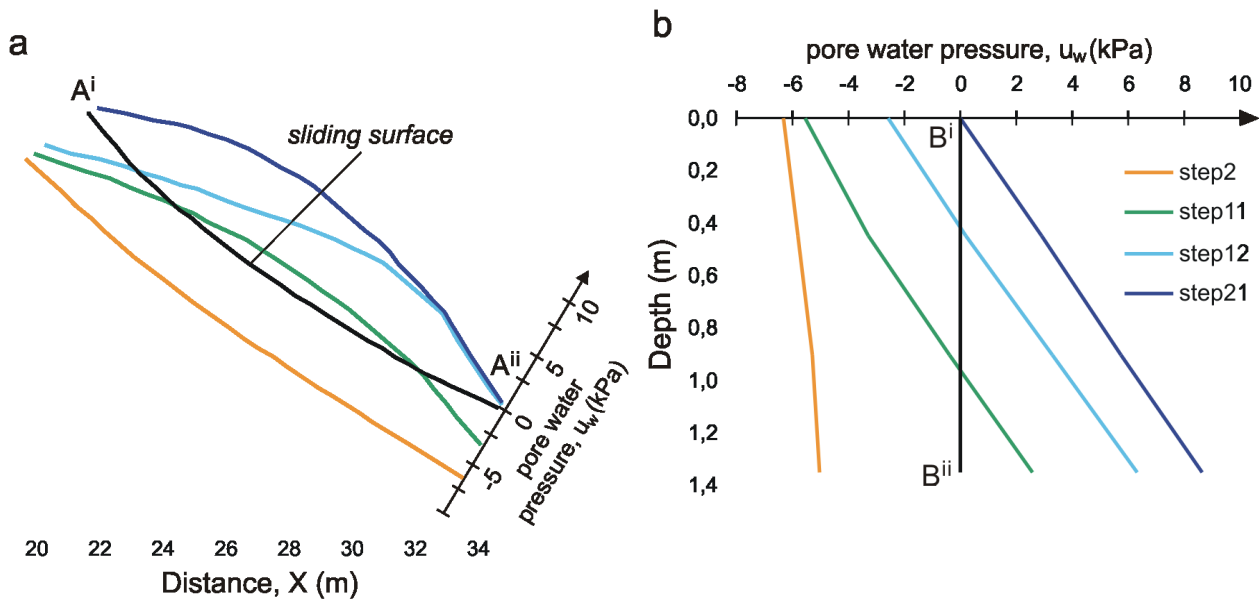 a
Aⁱ
sliding surface
Aⁱⁱ
-5 0 5 10
pore water
pressure, u_w (kPa)
20 22 24 26 28 30 32 34
Distance, X (m)
b
pore water pressure, u_w (kPa)
-8 -6 -4 -2 0 2 4 6 8 10
0,0
0,2
0,4
0,6
0,8
1,0
1,2
1,4
Depth (m)
Bⁱ
Bⁱⁱ
step2
step11
step12
step21